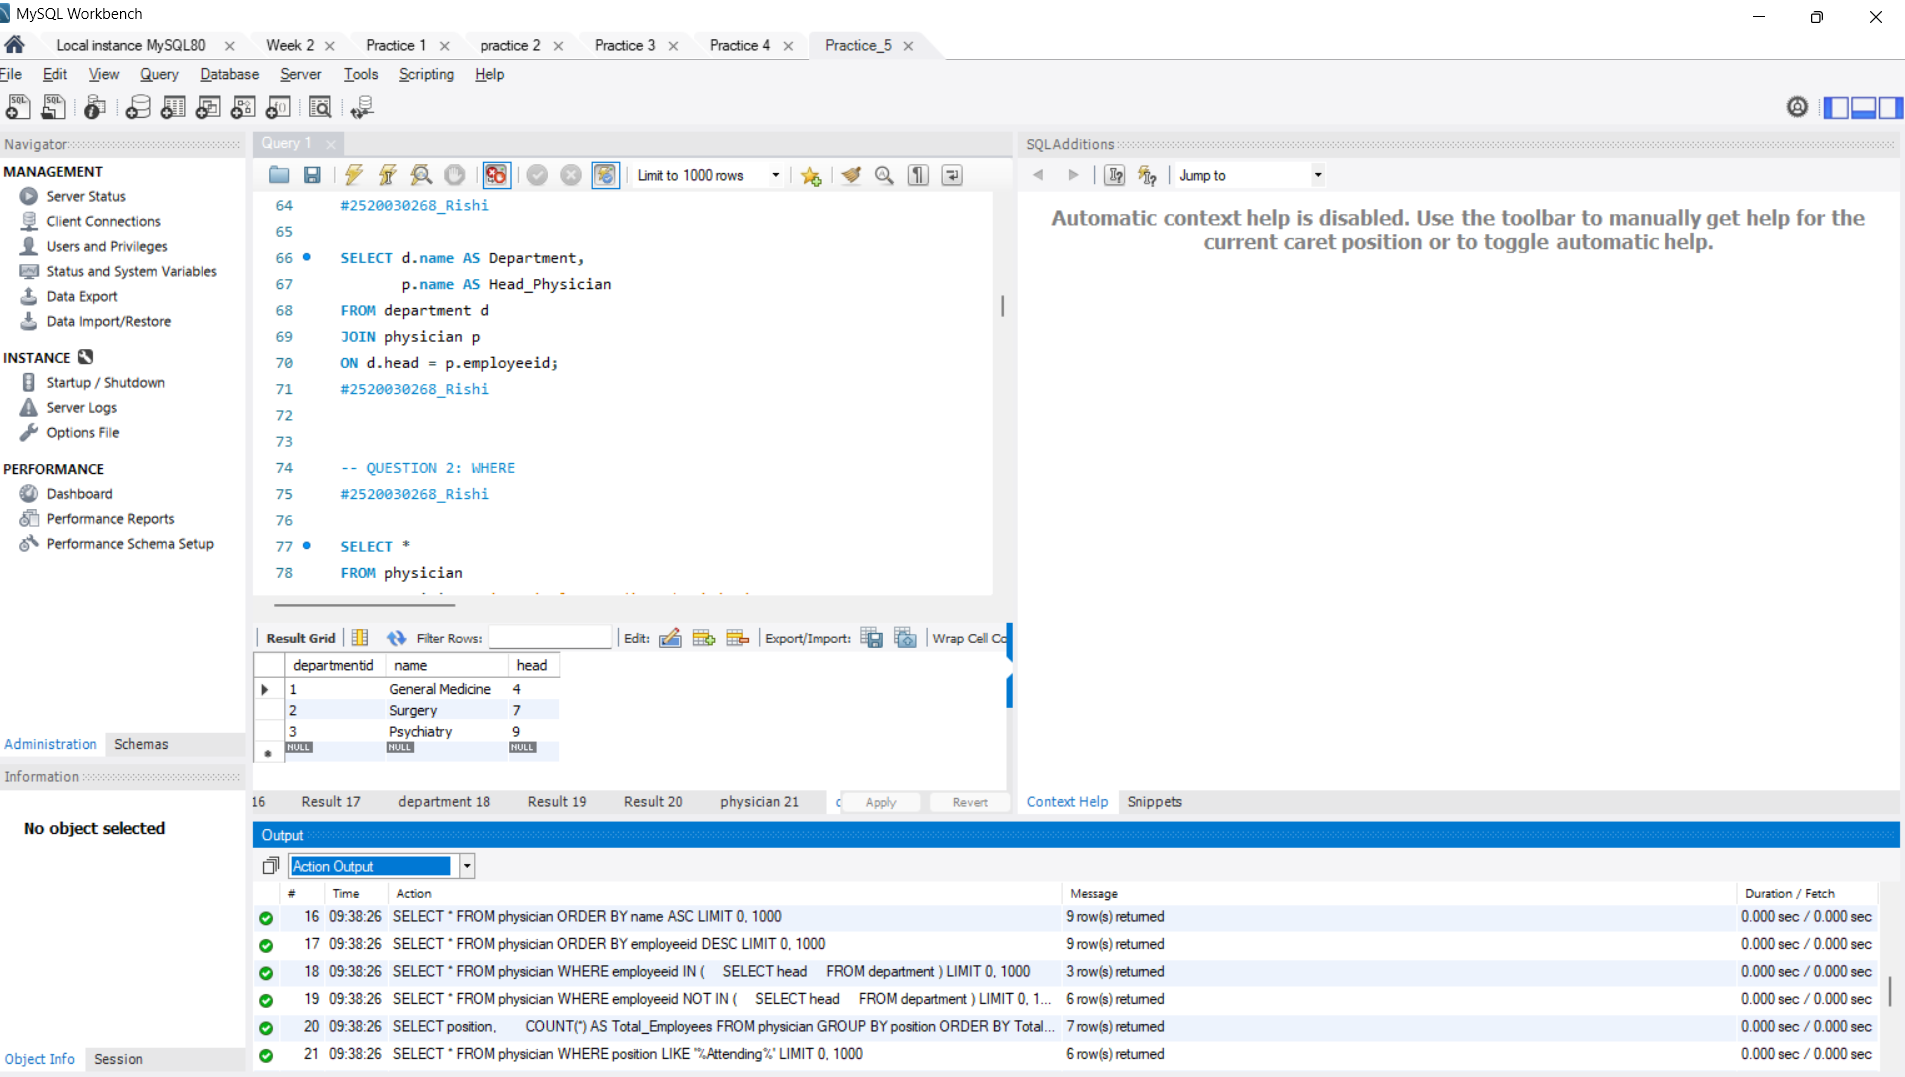 MySQL Workbench
Local instance MySQL80 Week 2 Practice 1 practice 2 Practice 3 Practice 4 Practice_5
File Edit View Query Database Server Tools Scripting Help
Navigator
MANAGEMENT
Server Status
Client Connections
Users and Privileges
Status and System Variables
Data Export
Data Import/Restore
INSTANCE
Startup / Shutdown
Server Logs
Options File
PERFORMANCE
Dashboard
Performance Reports
Performance Schema Setup
Administration Schemas
Information
No object selected
Object Info Session
Query 1
Limit to 1000 rows
64 #2520030268_Rishi
65
66 SELECT d.name AS Department,
67 p.name AS Head_Physician
68 FROM department d
69 JOIN physician p
70 ON d.head = p.employeeid;
71 #2520030268_Rishi
72
73
74 -- QUESTION 2: WHERE
75 #2520030268_Rishi
76
77 SELECT *
78 FROM physician
Result Grid Filter Rows: Edit: Export/Import: Wrap Cell Co
departmentid name head
1 General Medicine 4
2 Surgery 7
3 Psychiatry 9
NULL NULL NULL
16 Result 17 department 18 Result 19 Result 20 physician 21 Apply Revert
SQLAdditions
Jump to
Automatic context help is disabled. Use the toolbar to manually get help for the
current caret position or to toggle automatic help.
Context Help Snippets
Output
Action Output
# Time Action Message Duration / Fetch
16 09:38:26 SELECT * FROM physician ORDER BY name ASC LIMIT 0, 1000 9 row(s) returned 0.000 sec / 0.000 sec
17 09:38:26 SELECT * FROM physician ORDER BY employeeid DESC LIMIT 0, 1000 9 row(s) returned 0.000 sec / 0.000 sec
18 09:38:26 SELECT * FROM physician WHERE employeeid IN ( SELECT head FROM department ) LIMIT 0, 1000 3 row(s) returned 0.000 sec / 0.000 sec
19 09:38:26 SELECT * FROM physician WHERE employeeid NOT IN ( SELECT head FROM department ) LIMIT 0, 1... 6 row(s) returned 0.000 sec / 0.000 sec
20 09:38:26 SELECT position, COUNT(*) AS Total_Employees FROM physician GROUP BY position ORDER BY Total... 7 row(s) returned 0.000 sec / 0.000 sec
21 09:38:26 SELECT * FROM physician WHERE position LIKE '%Attending%' LIMIT 0, 1000 6 row(s) returned 0.000 sec / 0.000 sec